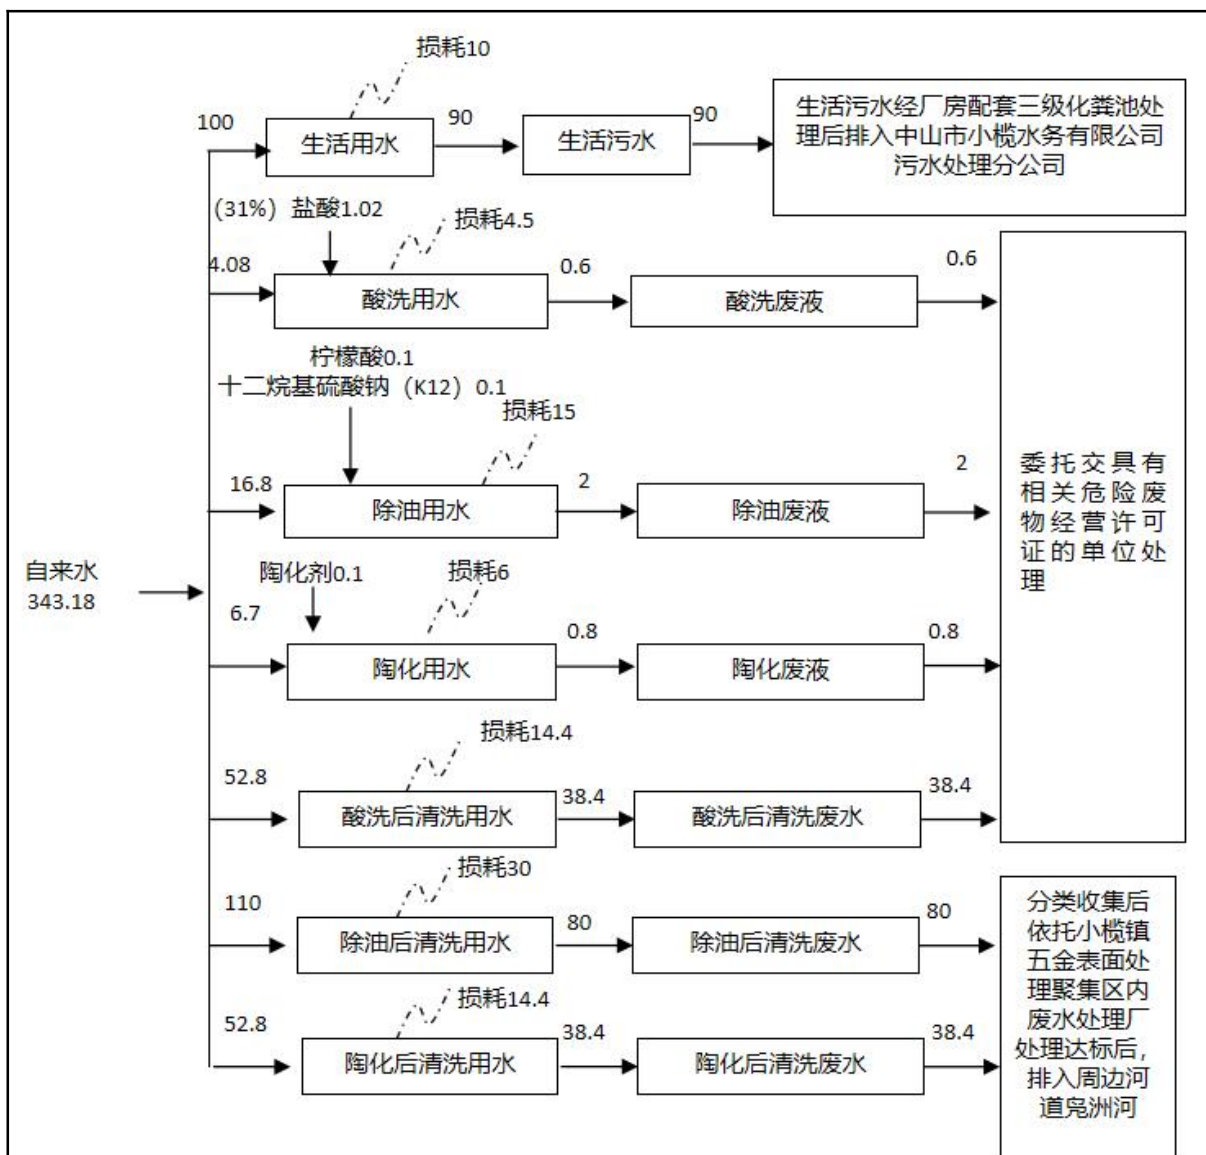 损耗10
100
生活用水
90
生活污水
90
生活污水经厂房配套三级化粪池处
理后排入中山市小榄水务有限公司
污水处理分公司
(31%) 盐酸1.02
损耗4.5
4.08
酸洗用水
0.6
酸洗废液
0.6
柠檬酸0.1
十二烷基硫酸钠（K12）0.1
损耗15
16.8
除油用水
2
除油废液
2
委托交具有
相关危险废
物经营许可
证的单位处
理
自来水
343.18
陶化剂0.1
损耗6
6.7
陶化用水
0.8
陶化废液
0.8
损耗14.4
52.8
酸洗后清洗用水
38.4
酸洗后清洗废水
38.4
损耗30
110
除油后清洗用水
80
除油后清洗废水
80
损耗14.4
52.8
陶化后清洗用水
38.4
陶化后清洗废水
38.4
分类收集后
依托小榄镇
五金表面处
理聚集区内
废水处理厂
处理达标后，
排入周边河
道凫洲河